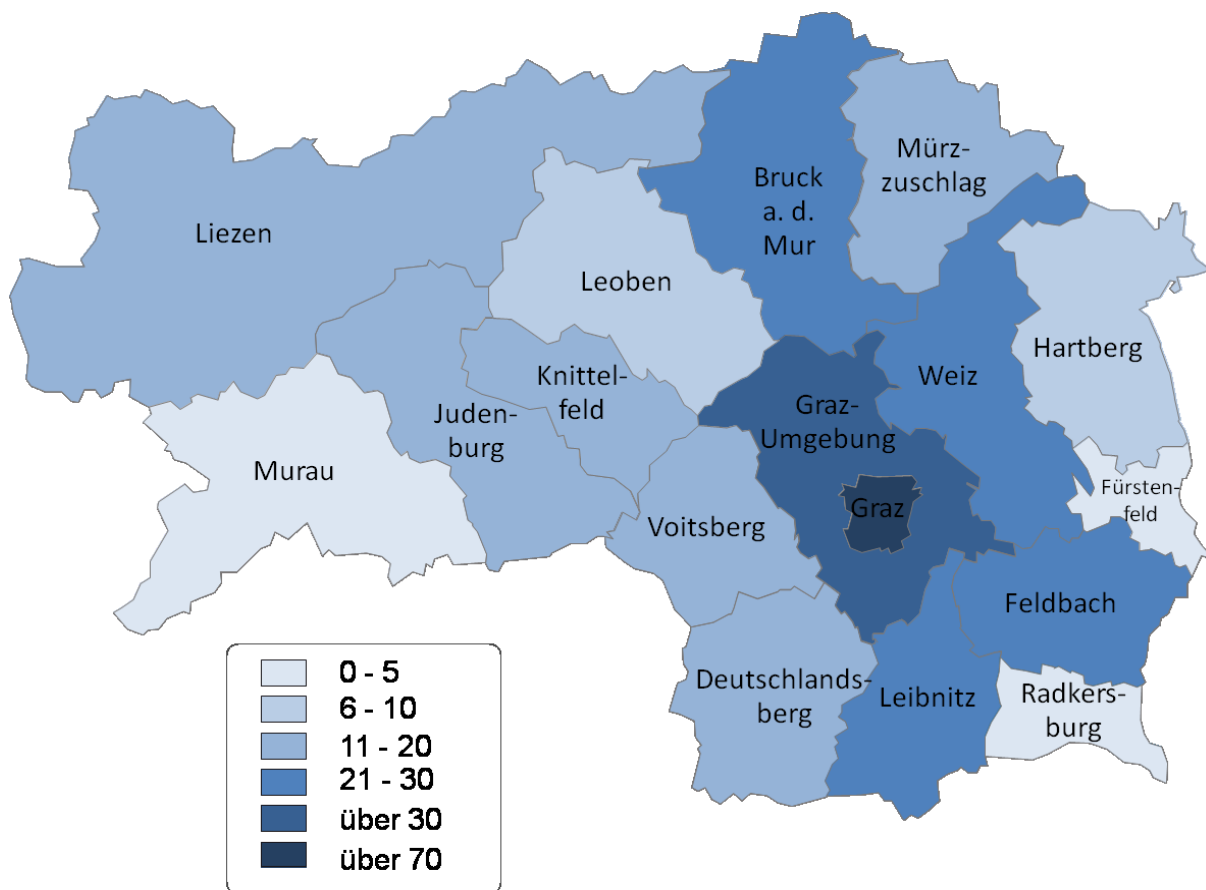 Mürz-
zuschlag
Bruck
a. d.
Mur
Liezen
Leoben
Hartberg
Weiz
Knittel-
feld
Graz-
Umgebung
Juden-
burg
Murau
Fürsten-
feld
Graz
Voitsberg
Feldbach
Deutschlands-
berg
Leibnitz
Radkers-
burg
0 - 5
6 - 10
11 - 20
21 - 30
über 30
über 70